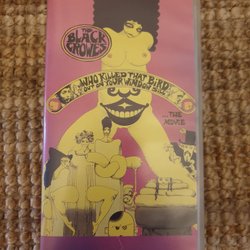 THE
BLACK
CROWES
WHO KILLED THAT BIRD
OUT ON YOUR WINDOW SILL...
...THE
MOVIE